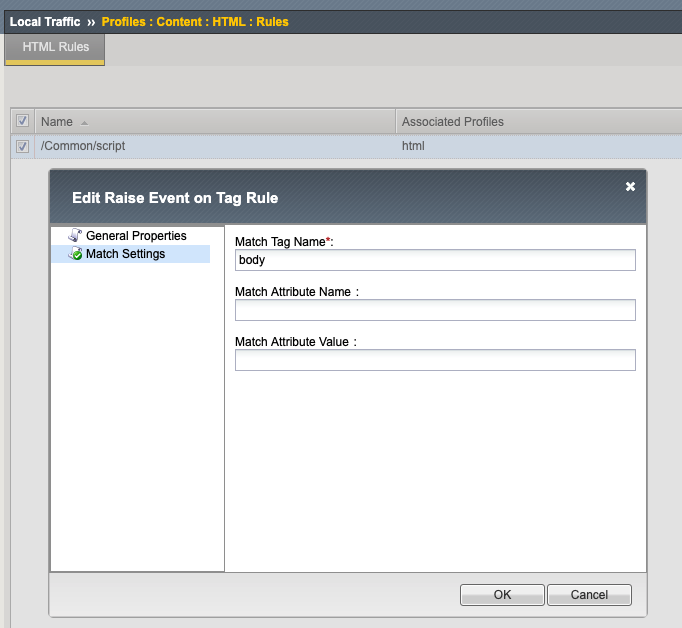 Local Traffic ›› Profiles : Content : HTML : Rules
HTML Rules
Name Associated Profiles
/Common/script html
Edit Raise Event on Tag Rule
General Properties
Match Settings
Match Tag Name*:
body
Match Attribute Name :
Match Attribute Value :
OK Cancel